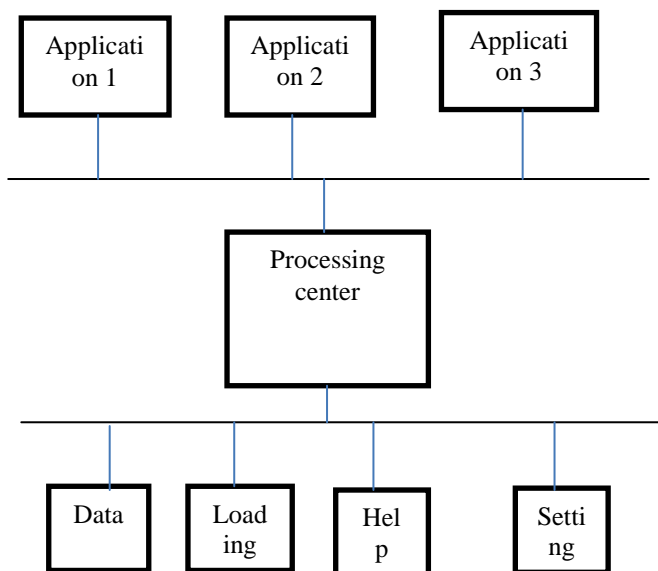 Applicati
on 1
Applicati
on 2
Applicati
on 3
Processing
center
Data
Load
ing
Hel
p
Setti
ng